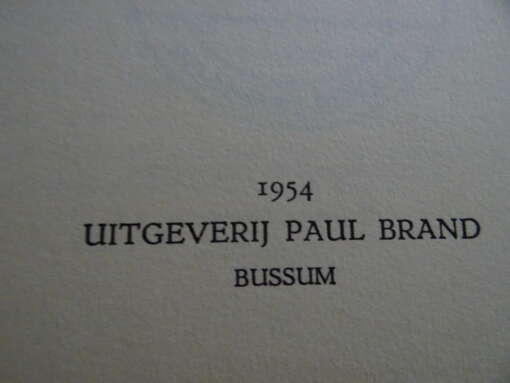 1954
UITGEVERIJ PAUL BRAND
BUSSUM